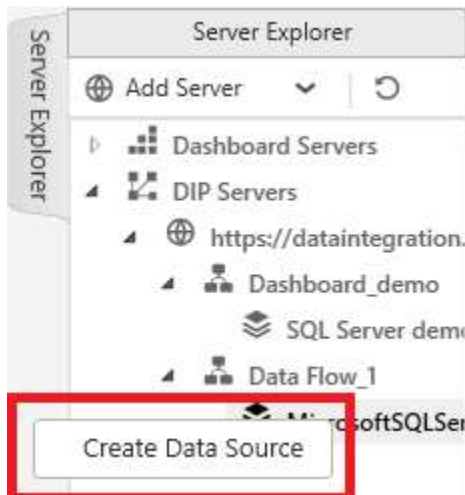 Server Explorer
Server Explorer
Add Server
Dashboard Servers
DIP Servers
https://dataintegration.
Dashboard_demo
SQL Server demo
Data Flow_1
MicrosoftSQLSer
Create Data Source